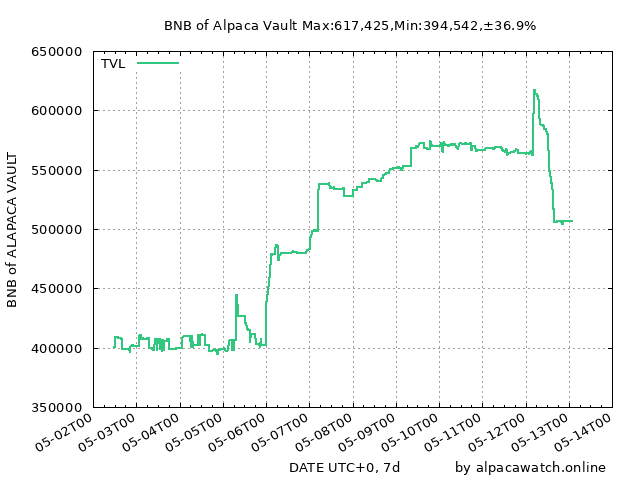 BNB of Alpaca Vault Max:617,425,Min:394,542,±36.9%
TVL
BNB of ALAPACA VAULT
650000
600000
550000
500000
450000
400000
350000
05-02T00
05-03T00
05-04T00
05-05T00
05-06T00
05-07T00
05-08T00
05-09T00
05-10T00
05-11T00
05-12T00
05-13T00
05-14T00
DATE UTC+0, 7d
by alpacawatch.online